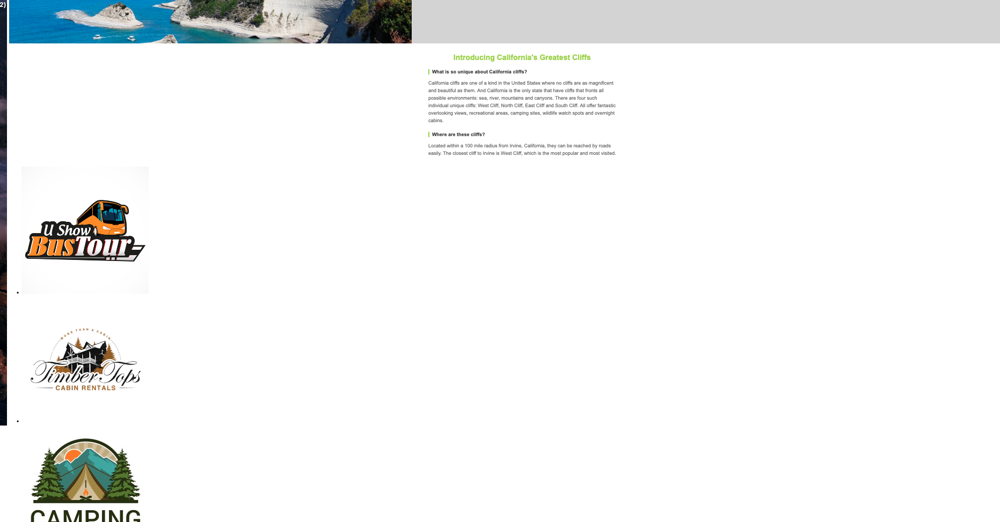 2)
Introducing California's Greatest Cliffs
What is so unique about California cliffs?
California cliffs are one of a kind in the United States where no cliffs are as magnificent
and beautiful as them. And California is the only state that have cliffs that fronts all
possible environments: sea, river, mountains and canyons. There are four such
individual unique cliffs: West Cliff, North Cliff, East Cliff and South Cliff. All offer fantastic
overlooking views, recreational areas, camping sites, wildlife watch spots and overnight
cabins.
Where are these cliffs?
Located within a 100 mile radius from Irvine, California, they can be reached by roads
easily. The closest cliff to Irvine is West Cliff, which is the most popular and most visited.
U Show
BusTour
MORE THAN A CABIN
Timber Tops
CABIN RENTALS
CAMPING